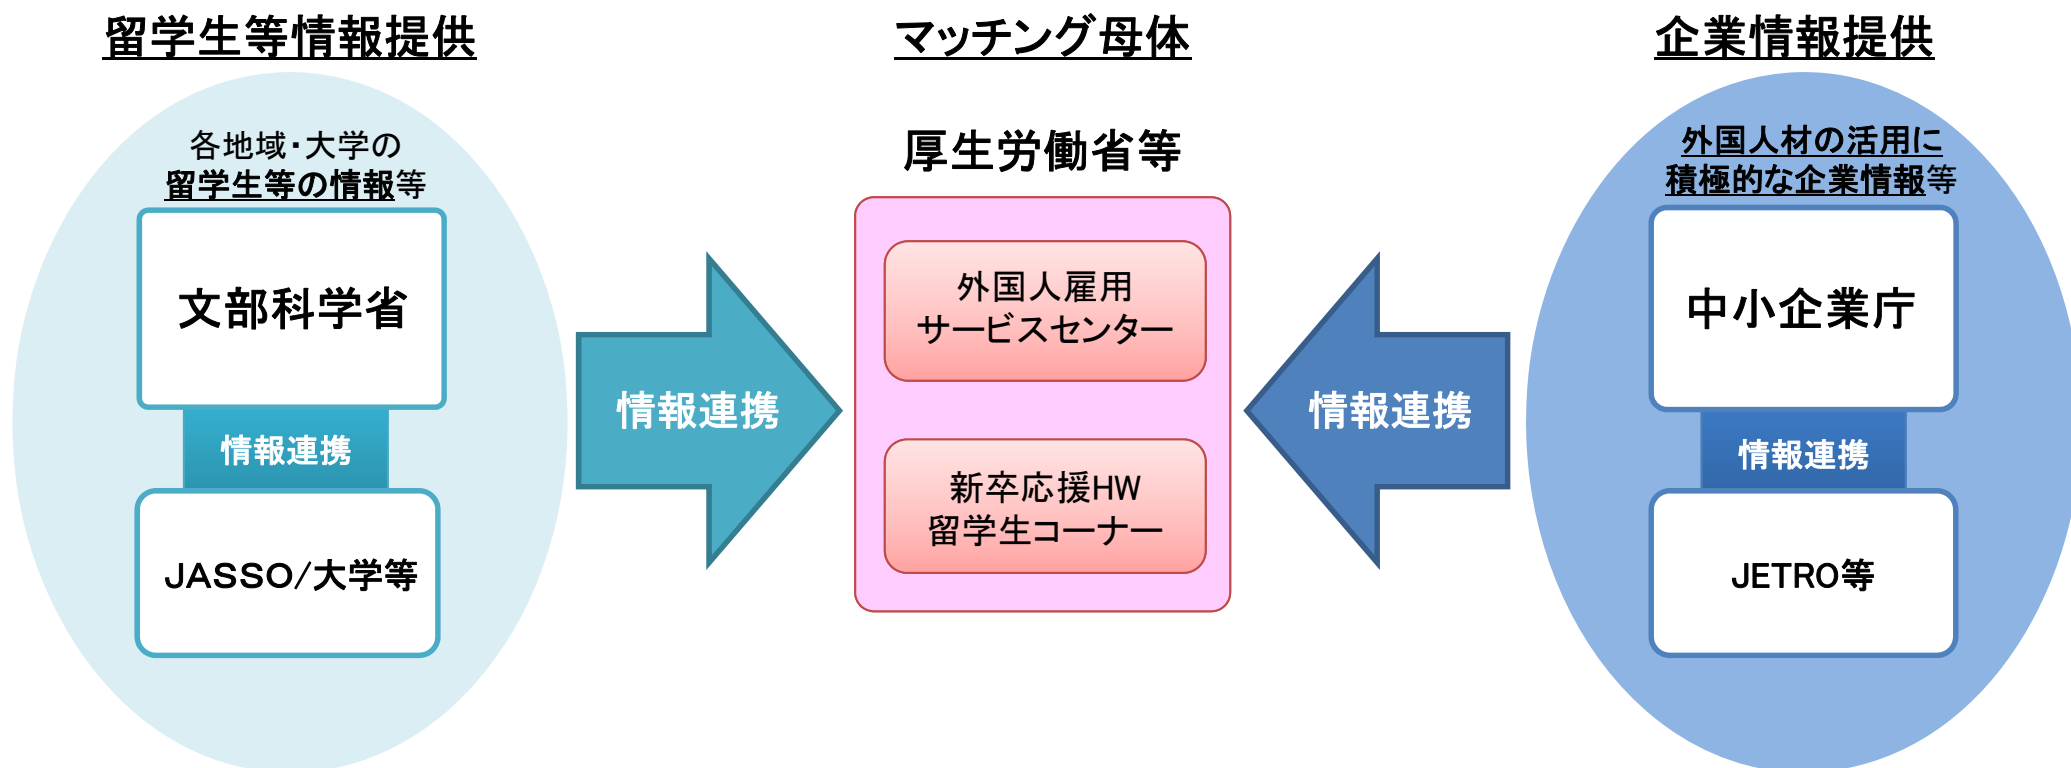 留学生等情報提供
各地域・大学の
留学生等の情報等
文部科学省
情報連携
JASSO/大学等
情報連携
マッチング母体
厚生労働省等
外国人雇用
サービスセンター
新卒応援HW
留学生コーナー
情報連携
企業情報提供
外国人材の活用に
積極的な企業情報等
中小企業庁
情報連携
JETRO等